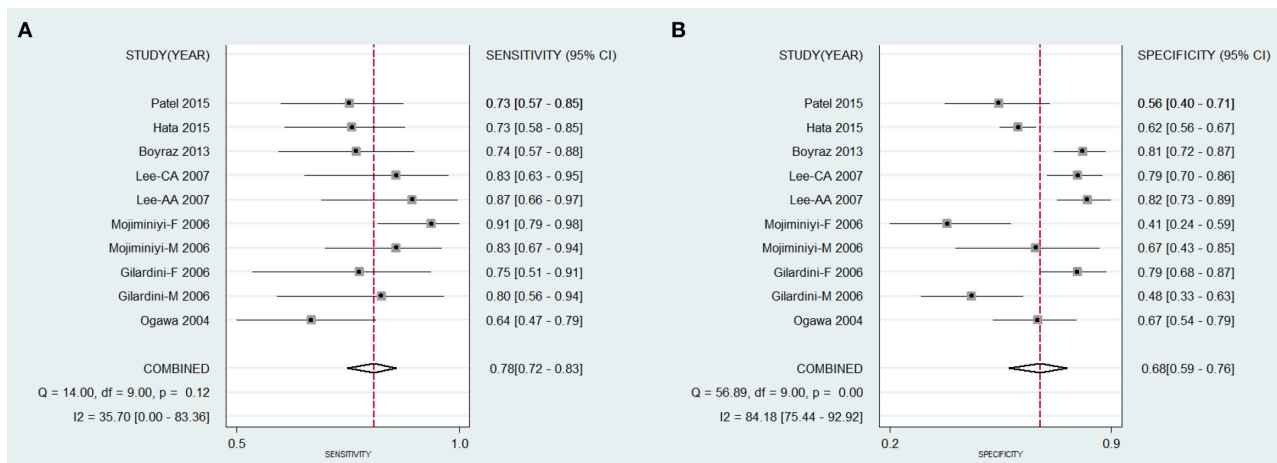 A
STUDY(YEAR) SENSITIVITY (95% CI)
Patel 2015 0.73 [0.57 - 0.85]
Hata 2015 0.73 [0.58 - 0.85]
Boyraz 2013 0.74 [0.57 - 0.88]
Lee-CA 2007 0.83 [0.63 - 0.95]
Lee-AA 2007 0.87 [0.66 - 0.97]
Mojiminiyi-F 2006 0.91 [0.79 - 0.98]
Mojiminiyi-M 2006 0.83 [0.67 - 0.94]
Gilardini-F 2006 0.75 [0.51 - 0.91]
Gilardini-M 2006 0.80 [0.56 - 0.94]
Ogawa 2004 0.64 [0.47 - 0.79]
COMBINED 0.78[0.72 - 0.83]
Q = 14.00, df = 9.00, p = 0.12
I2 = 35.70 [0.00 - 83.36]
0.5 1.0
SENSITIVITY
B
STUDY(YEAR) SPECIFICITY (95% CI)
Patel 2015 0.56 [0.40 - 0.71]
Hata 2015 0.62 [0.56 - 0.67]
Boyraz 2013 0.81 [0.72 - 0.87]
Lee-CA 2007 0.79 [0.70 - 0.86]
Lee-AA 2007 0.82 [0.73 - 0.89]
Mojiminiyi-F 2006 0.41 [0.24 - 0.59]
Mojiminiyi-M 2006 0.67 [0.43 - 0.85]
Gilardini-F 2006 0.79 [0.68 - 0.87]
Gilardini-M 2006 0.48 [0.33 - 0.63]
Ogawa 2004 0.67 [0.54 - 0.79]
COMBINED 0.68[0.59 - 0.76]
Q = 56.89, df = 9.00, p = 0.00
I2 = 84.18 [75.44 - 92.92]
0.2 0.9
SPECIFICITY